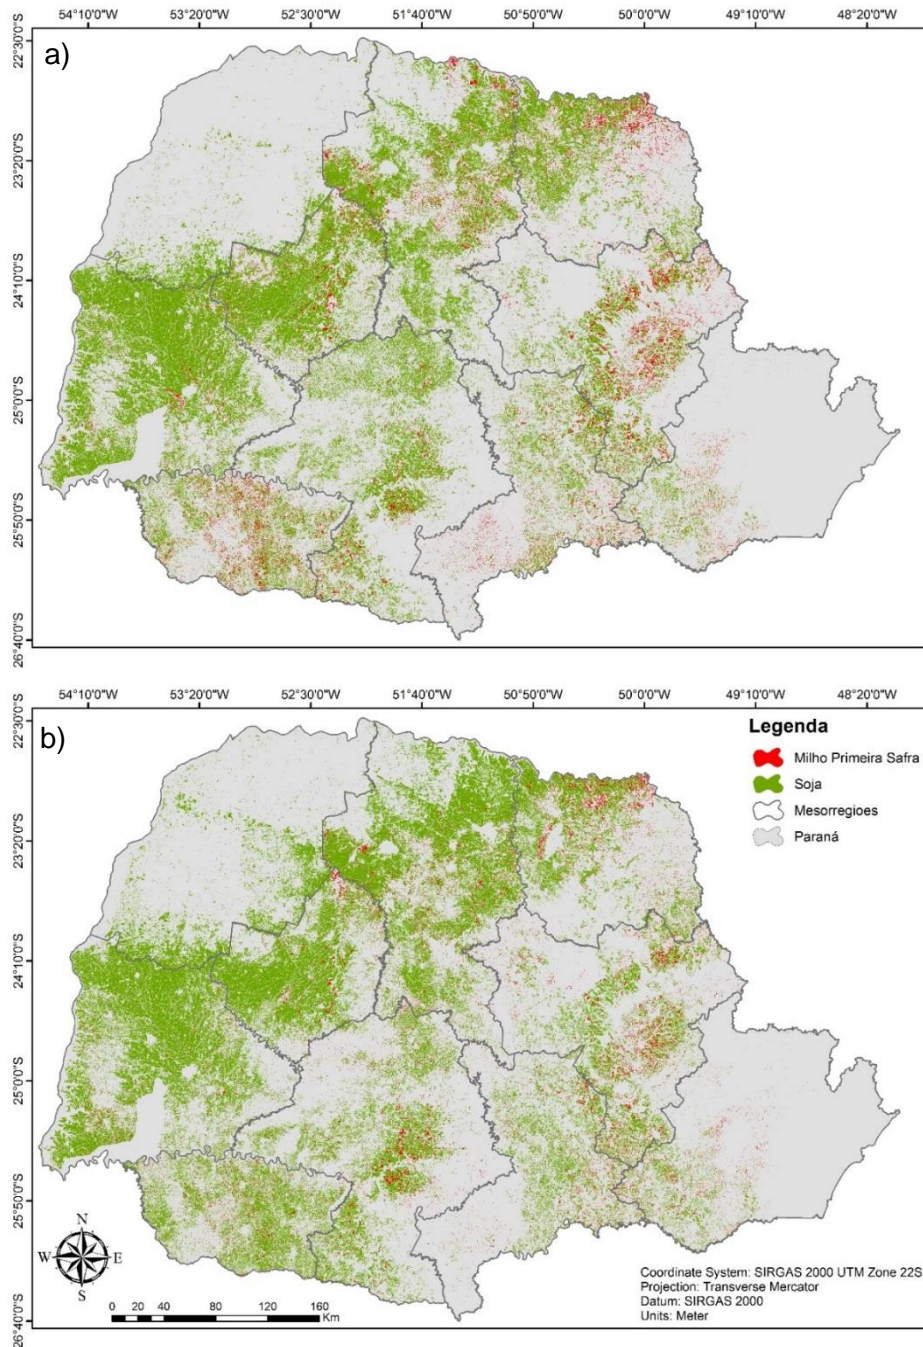 54°10'0"W 53°20'0"W 52°30'0"W 51°40'0"W 50°50'0"W 50°0'0"W 49°10'0"W 48°20'0"W
a)
22°30'0"S
23°20'0"S
24°10'0"S
25°0'0"S
25°50'0"S
26°40'0"S
54°10'0"W 53°20'0"W 52°30'0"W 51°40'0"W 50°50'0"W 50°0'0"W 49°10'0"W 48°20'0"W
b)
22°30'0"S
23°20'0"S
24°10'0"S
25°0'0"S
25°50'0"S
26°40'0"S
Legenda
Milho Primeira Safra
Soja
Mesorregioes
Paraná
N
W E
S
0 20 40 80 120 160
Km
Coordinate System: SIRGAS 2000 UTM Zone 22S
Projection: Transverse Mercator
Datum: SIRGAS 2000
Units: Meter